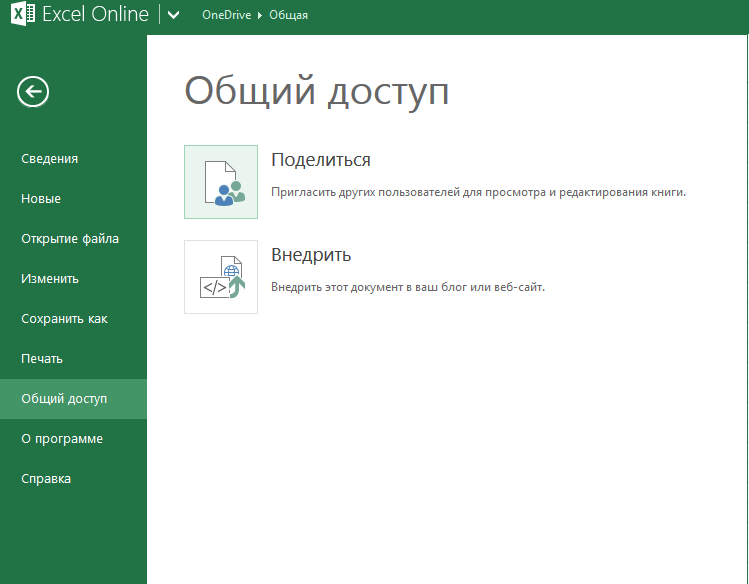 Excel Online OneDrive Общая
Общий доступ
Поделиться
Пригласить других пользователей для просмотра и редактирования книги.
Внедрить
Внедрить этот документ в ваш блог или веб-сайт.
Сведения
Новые
Открытие файла
Изменить
Сохранить как
Печать
Общий доступ
О программе
Справка